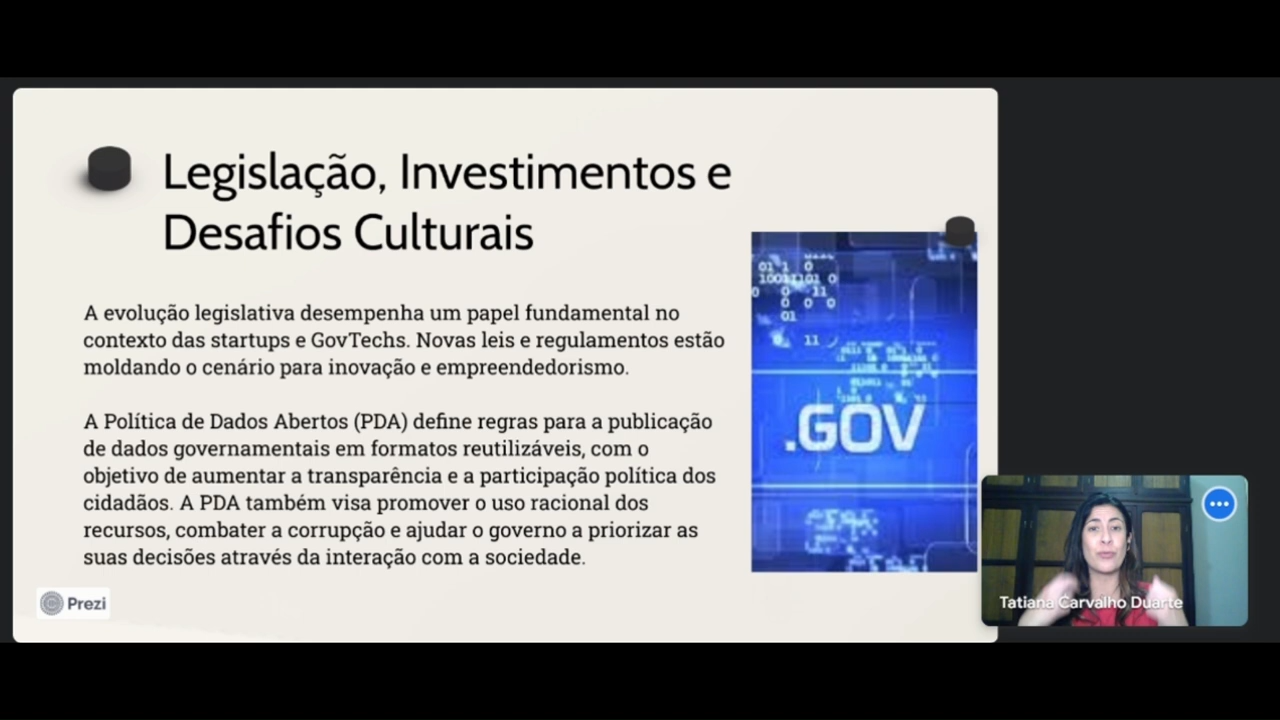 Legislação, Investimentos e
Desafios Culturais
A evolução legislativa desempenha um papel fundamental no
contexto das startups e GovTechs. Novas leis e regulamentos estão
moldando o cenário para inovação e empreendedorismo.
A Política de Dados Abertos (PDA) define regras para a publicação
de dados governamentais em formatos reutilizáveis, com o
objetivo de aumentar a transparência e a participação política dos
cidadãos. A PDA também visa promover o uso racional dos
recursos, combater a corrupção e ajudar o governo a priorizar as
suas decisões através da interação com a sociedade.
.GOV
Prezi
Tatiana Carvalho Duarte